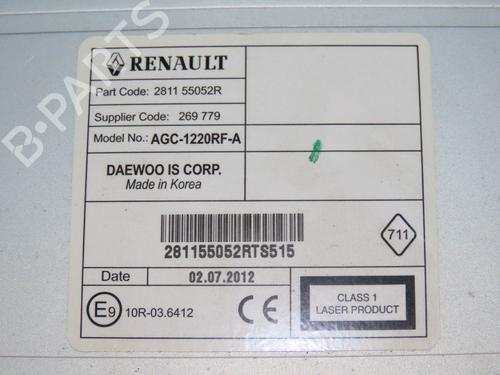 RENAULT
Part Code: 2811 55052R
Supplier Code: 269 779
Model No.: AGC-1220RF-A
DAEWOO IS CORP.
Made in Korea
281155052RTS515
711
Date 02.07.2012
E9 10R-03.6412 CE
CLASS 1
LASER PRODUCT
B-PARTS